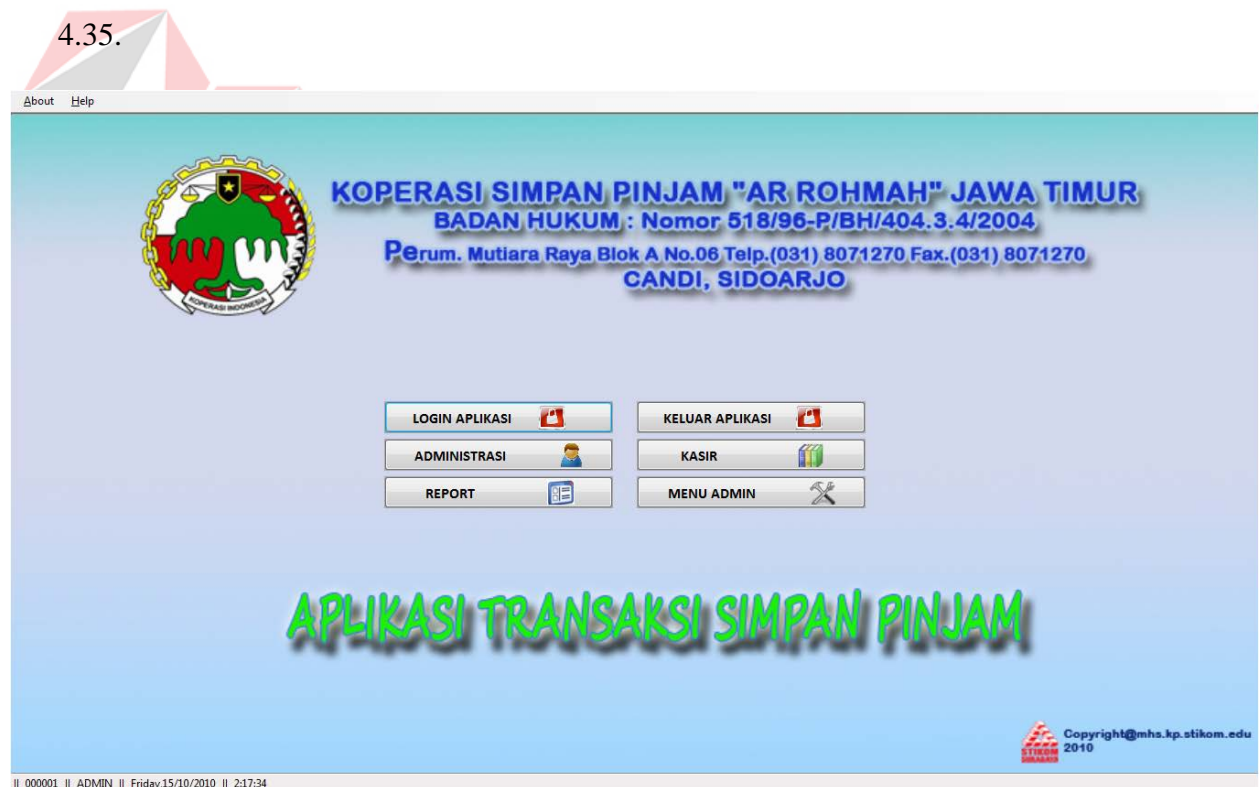 4.35.
About Help
KOPERASI SIMPAN PINJAM "AR ROHMAH" JAWA TIMUR
BADAN HUKUM : Nomor 518/96-P/BH/404.3.4/2004
Perum. Mutiara Raya Blok A No.06 Telp.(031) 8071270 Fax.(031) 8071270
CANDI, SIDOARJO
KOPERASI INDONESIA
LOGIN APLIKASI KELUAR APLIKASI
ADMINISTRASI KASIR
REPORT MENU ADMIN
APLIKASI TRANSAKSI SIMPAN PINJAM
Copyright@mhs.kp.stikom.edu
2010
STIKOM
SURABAYA
|| 000001 || ADMIN || Friday,15/10/2010 || 2:17:34